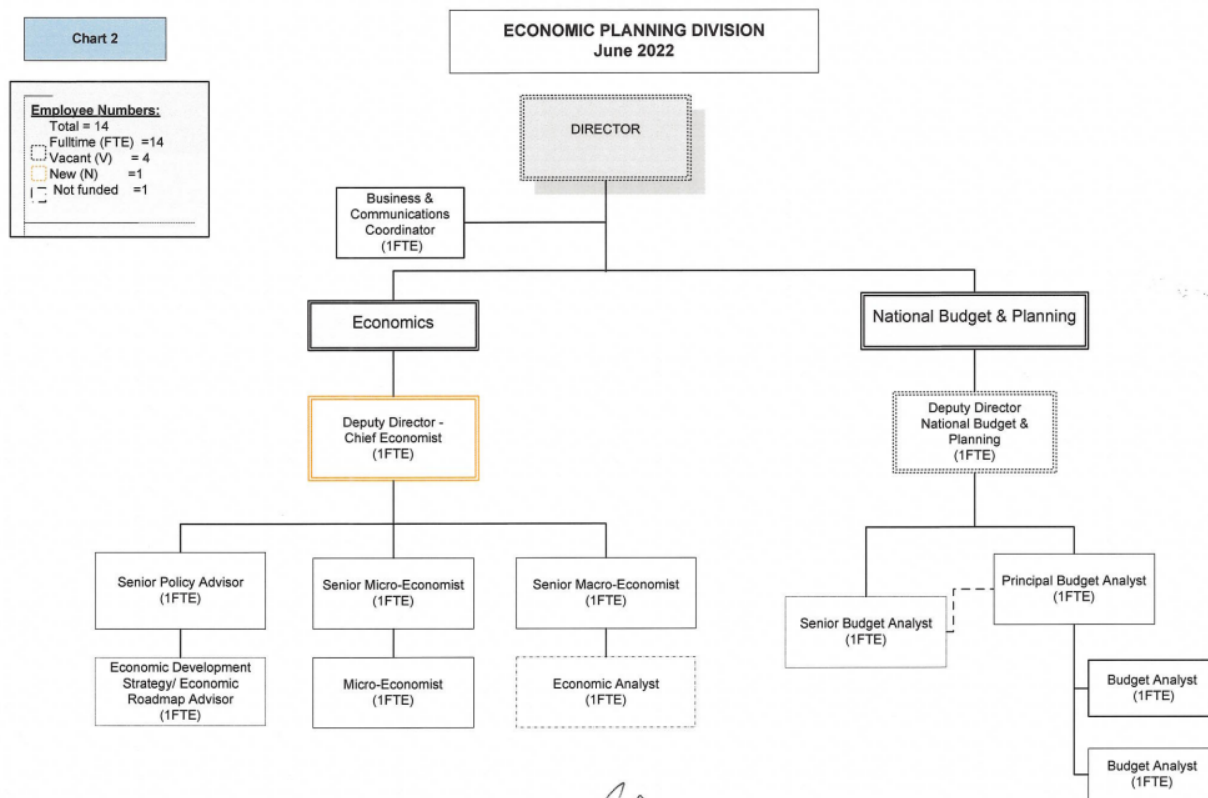 Chart 2
ECONOMIC PLANNING DIVISION
June 2022
Employee Numbers:
Total = 14
Fulltime (FTE) =14
Vacant (V) = 4
New (N) =1
Not funded =1
DIRECTOR
Business &
Communications
Coordinator
(1FTE)
Economics
National Budget & Planning
Deputy Director -
Chief Economist
(1FTE)
Deputy Director
National Budget &
Planning
(1FTE)
Senior Policy Advisor
(1FTE)
Senior Micro-Economist
(1FTE)
Senior Macro-Economist
(1FTE)
Principal Budget Analyst
(1FTE)
Senior Budget Analyst
(1FTE)
Economic Development
Strategy/ Economic
Roadmap Advisor
(1FTE)
Micro-Economist
(1FTE)
Economic Analyst
(1FTE)
Budget Analyst
(1FTE)
Budget Analyst
(1FTE)